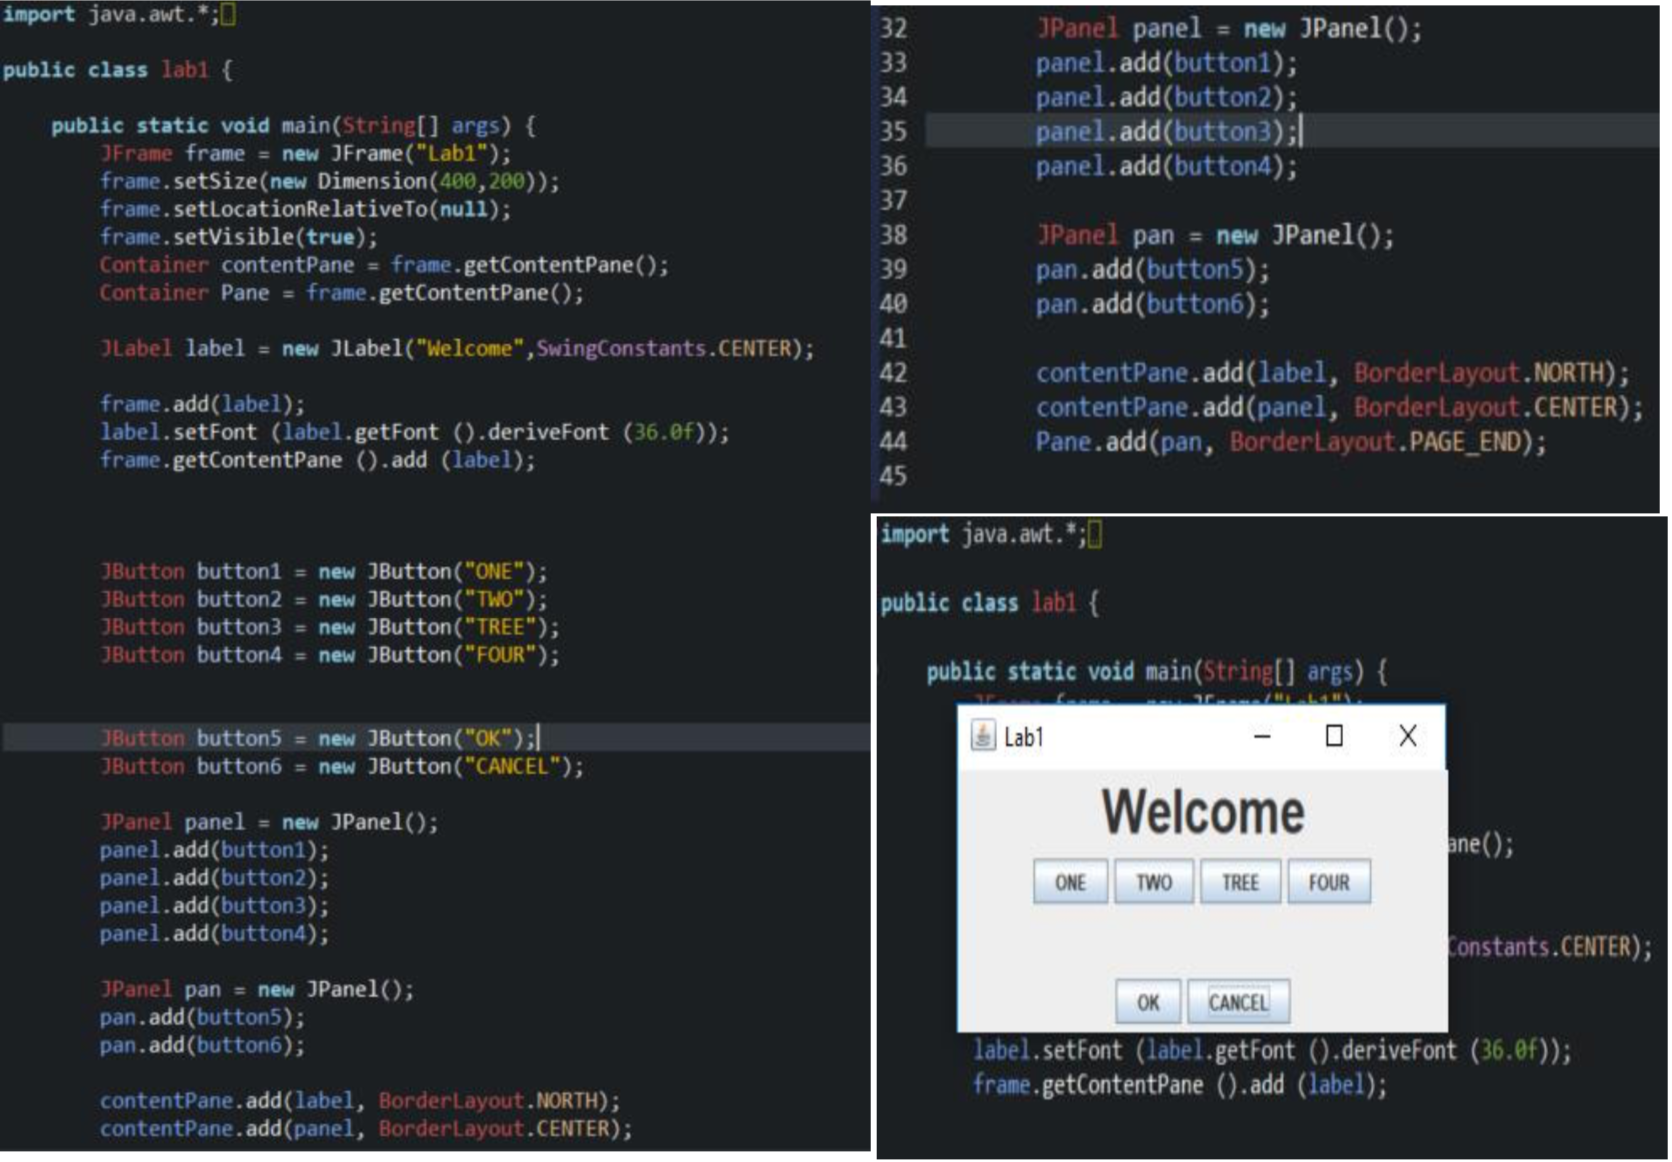 import java.awt.*;
public class lab1 {
public static void main(String[] args) {
JFrame frame = new JFrame("Lab1");
frame.setSize(new Dimension(400,200));
frame.setLocationRelativeTo(null);
frame.setVisible(true);
Container contentPane = frame.getContentPane();
Container Pane = frame.getContentPane();
JLabel label = new JLabel("Welcome",SwingConstants.CENTER);
frame.add(label);
label.setFont (label.getFont ().deriveFont (36.0f));
frame.getContentPane ().add (label);
JButton button1 = new JButton("ONE");
JButton button2 = new JButton("TWO");
JButton button3 = new JButton("TREE");
JButton button4 = new JButton("FOUR");
JButton button5 = new JButton("OK");
JButton button6 = new JButton("CANCEL");
JPanel panel = new JPanel();
panel.add(button1);
panel.add(button2);
panel.add(button3);
panel.add(button4);
JPanel pan = new JPanel();
pan.add(button5);
pan.add(button6);
contentPane.add(label, BorderLayout.NORTH);
contentPane.add(panel, BorderLayout.CENTER);
32 JPanel panel = new JPanel();
33 panel.add(button1);
34 panel.add(button2);
35 panel.add(button3);
36 panel.add(button4);
37
38 JPanel pan = new JPanel();
39 pan.add(button5);
40 pan.add(button6);
41
42 contentPane.add(label, BorderLayout.NORTH);
43 contentPane.add(panel, BorderLayout.CENTER);
44 Pane.add(pan, BorderLayout.PAGE_END);
45
import java.awt.*;
public class lab1 {
public static void main(String[] args) {
Lab1
Welcome
ane();
ONE TWO TREE FOUR
Constants.CENTER);
OK CANCEL
label.setFont (label.getFont ().deriveFont (36.0f));
frame.getContentPane ().add (label);